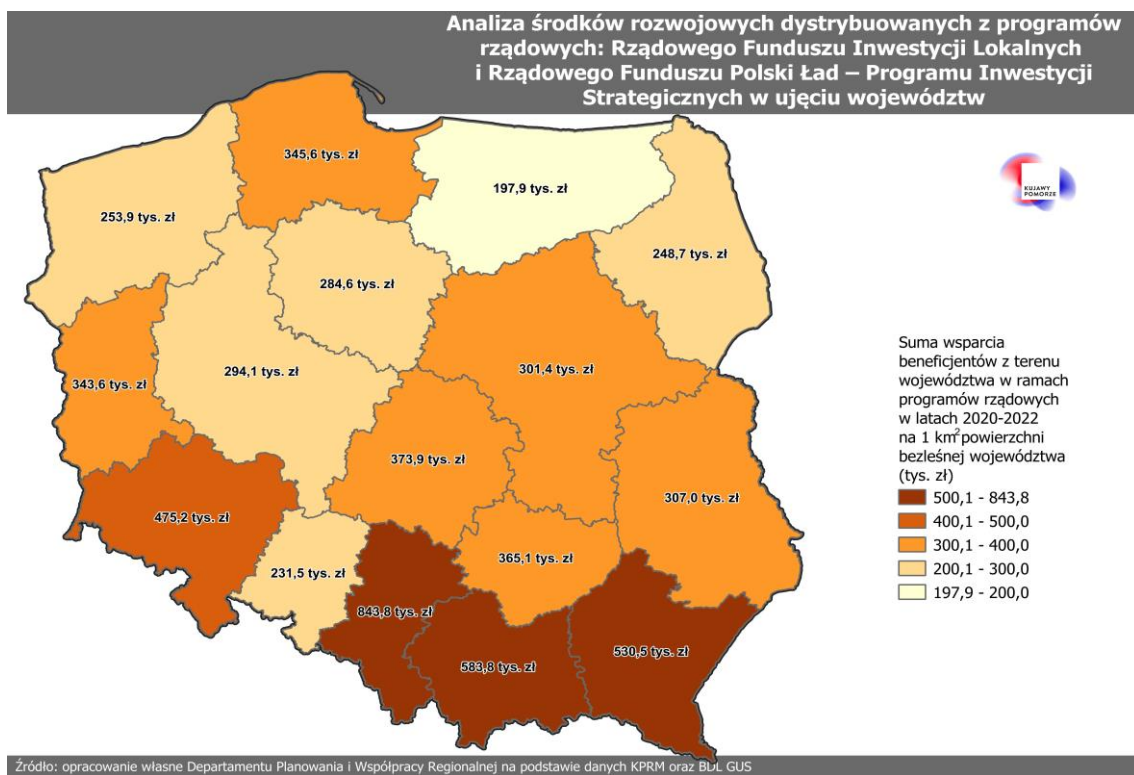 Analiza środków rozwojowych dystrybuowanych z programów
rządowych: Rządowego Funduszu Inwestycji Lokalnych
i Rządowego Funduszu Polski Ład – Programu Inwestycji
Strategicznych w ujęciu województw
KUJAWY
POMORZE
345,6 tys. zł
197,9 tys. zł
253,9 tys. zł
248,7 tys. zł
284,6 tys. zł
294,1 tys. zł
301,4 tys. zł
343,6 tys. zł
373,9 tys. zł
307,0 tys. zł
475,2 tys. zł
365,1 tys. zł
231,5 tys. zł
843,8 tys. zł
583,8 tys. zł
530,5 tys. zł
Suma wsparcia
beneficjentów z terenu
województwa w ramach
programów rządowych
w latach 2020-2022
na 1 km² powierzchni
bezleśnej województwa
(tys. zł)
500,1 - 843,8
400,1 - 500,0
300,1 - 400,0
200,1 - 300,0
197,9 - 200,0
Źródło: opracowanie własne Departamentu Planowania i Współpracy Regionalnej na podstawie danych KPRM oraz BDL GUS